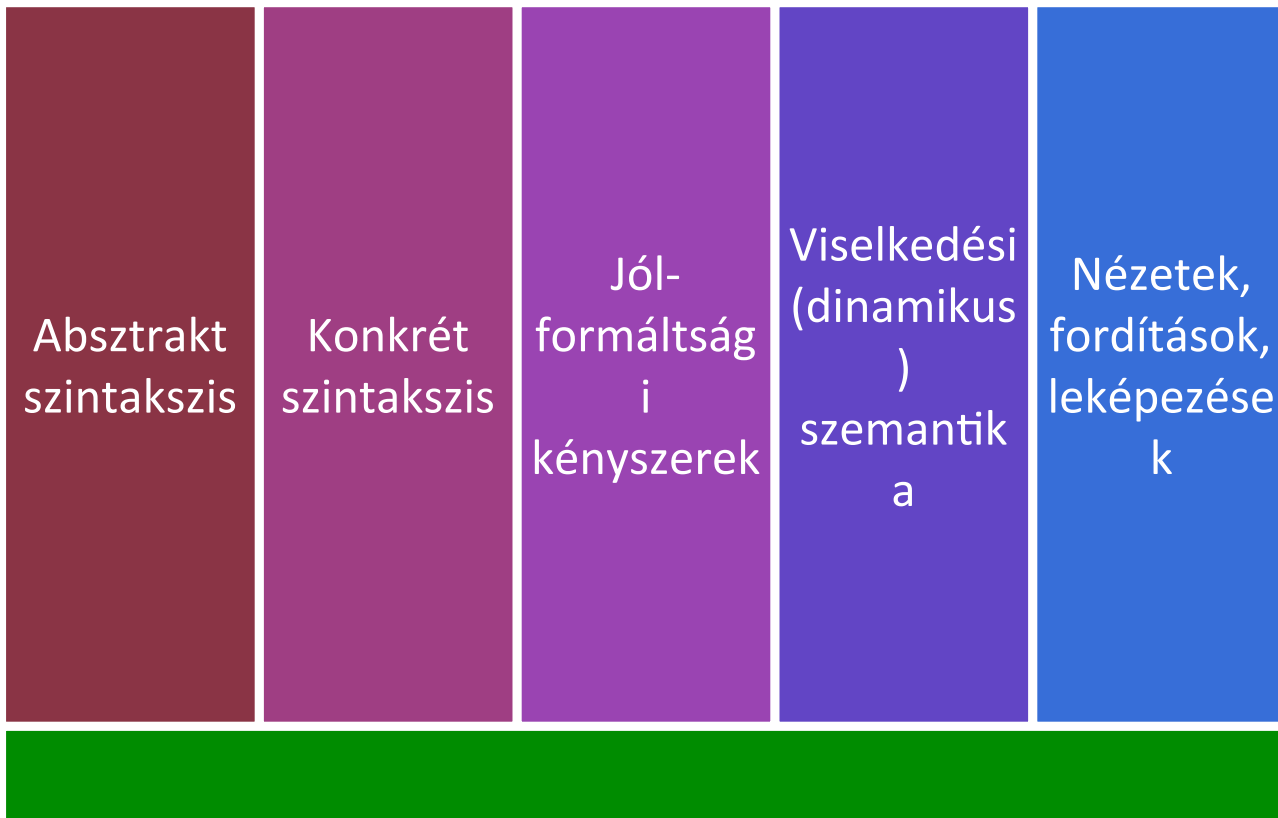 Absztrakt
szintakszis
Konkrét
szintakszis
Jól-
formáltság
i
kényszerek
Viselkedési
(dinamikus
)
szemantik
a
Nézetek,
fordítások,
leképezése
k